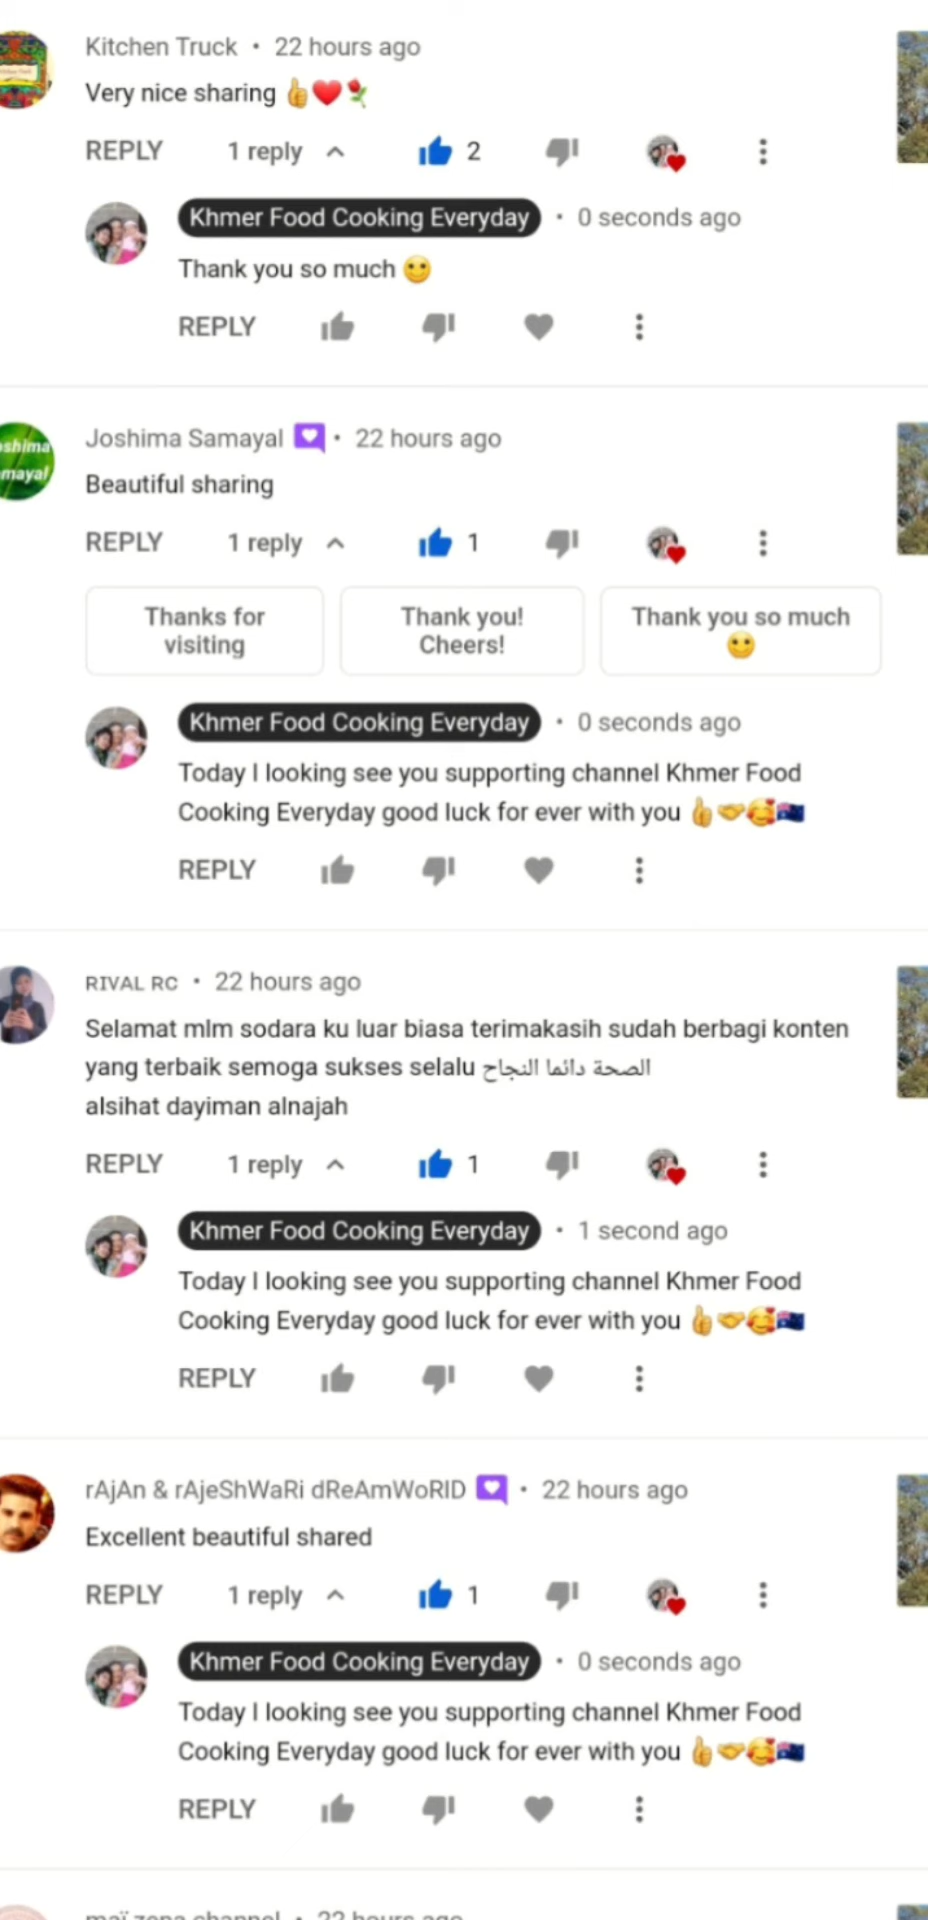 Kitchen Truck • 22 hours ago
Very nice sharing 👍❤️🌹
REPLY 1 reply 2
Khmer Food Cooking Everyday • 0 seconds ago
Thank you so much 🙂
REPLY
Joshima Samayal • 22 hours ago
Beautiful sharing
REPLY 1 reply 1
Thanks for visiting
Thank you! Cheers!
Thank you so much 🙂
Khmer Food Cooking Everyday • 0 seconds ago
Today I looking see you supporting channel Khmer Food
Cooking Everyday good luck for ever with you 👍🤝🥰🇦🇺
REPLY
RIVAL RC • 22 hours ago
Selamat mlm sodara ku luar biasa terimakasih sudah berbagi konten
yang terbaik semoga sukses selalu الصحة دائما النجاح
alsihat dayiman alnajah
REPLY 1 reply 1
Khmer Food Cooking Everyday • 1 second ago
Today I looking see you supporting channel Khmer Food
Cooking Everyday good luck for ever with you 👍🤝🥰🇦🇺
REPLY
rAjAn & rAjeShWaRi dReAmWoRlD • 22 hours ago
Excellent beautiful shared
REPLY 1 reply 1
Khmer Food Cooking Everyday • 0 seconds ago
Today I looking see you supporting channel Khmer Food
Cooking Everyday good luck for ever with you 👍🤝🥰🇦🇺
REPLY
maï zena channel • 22 hours ago